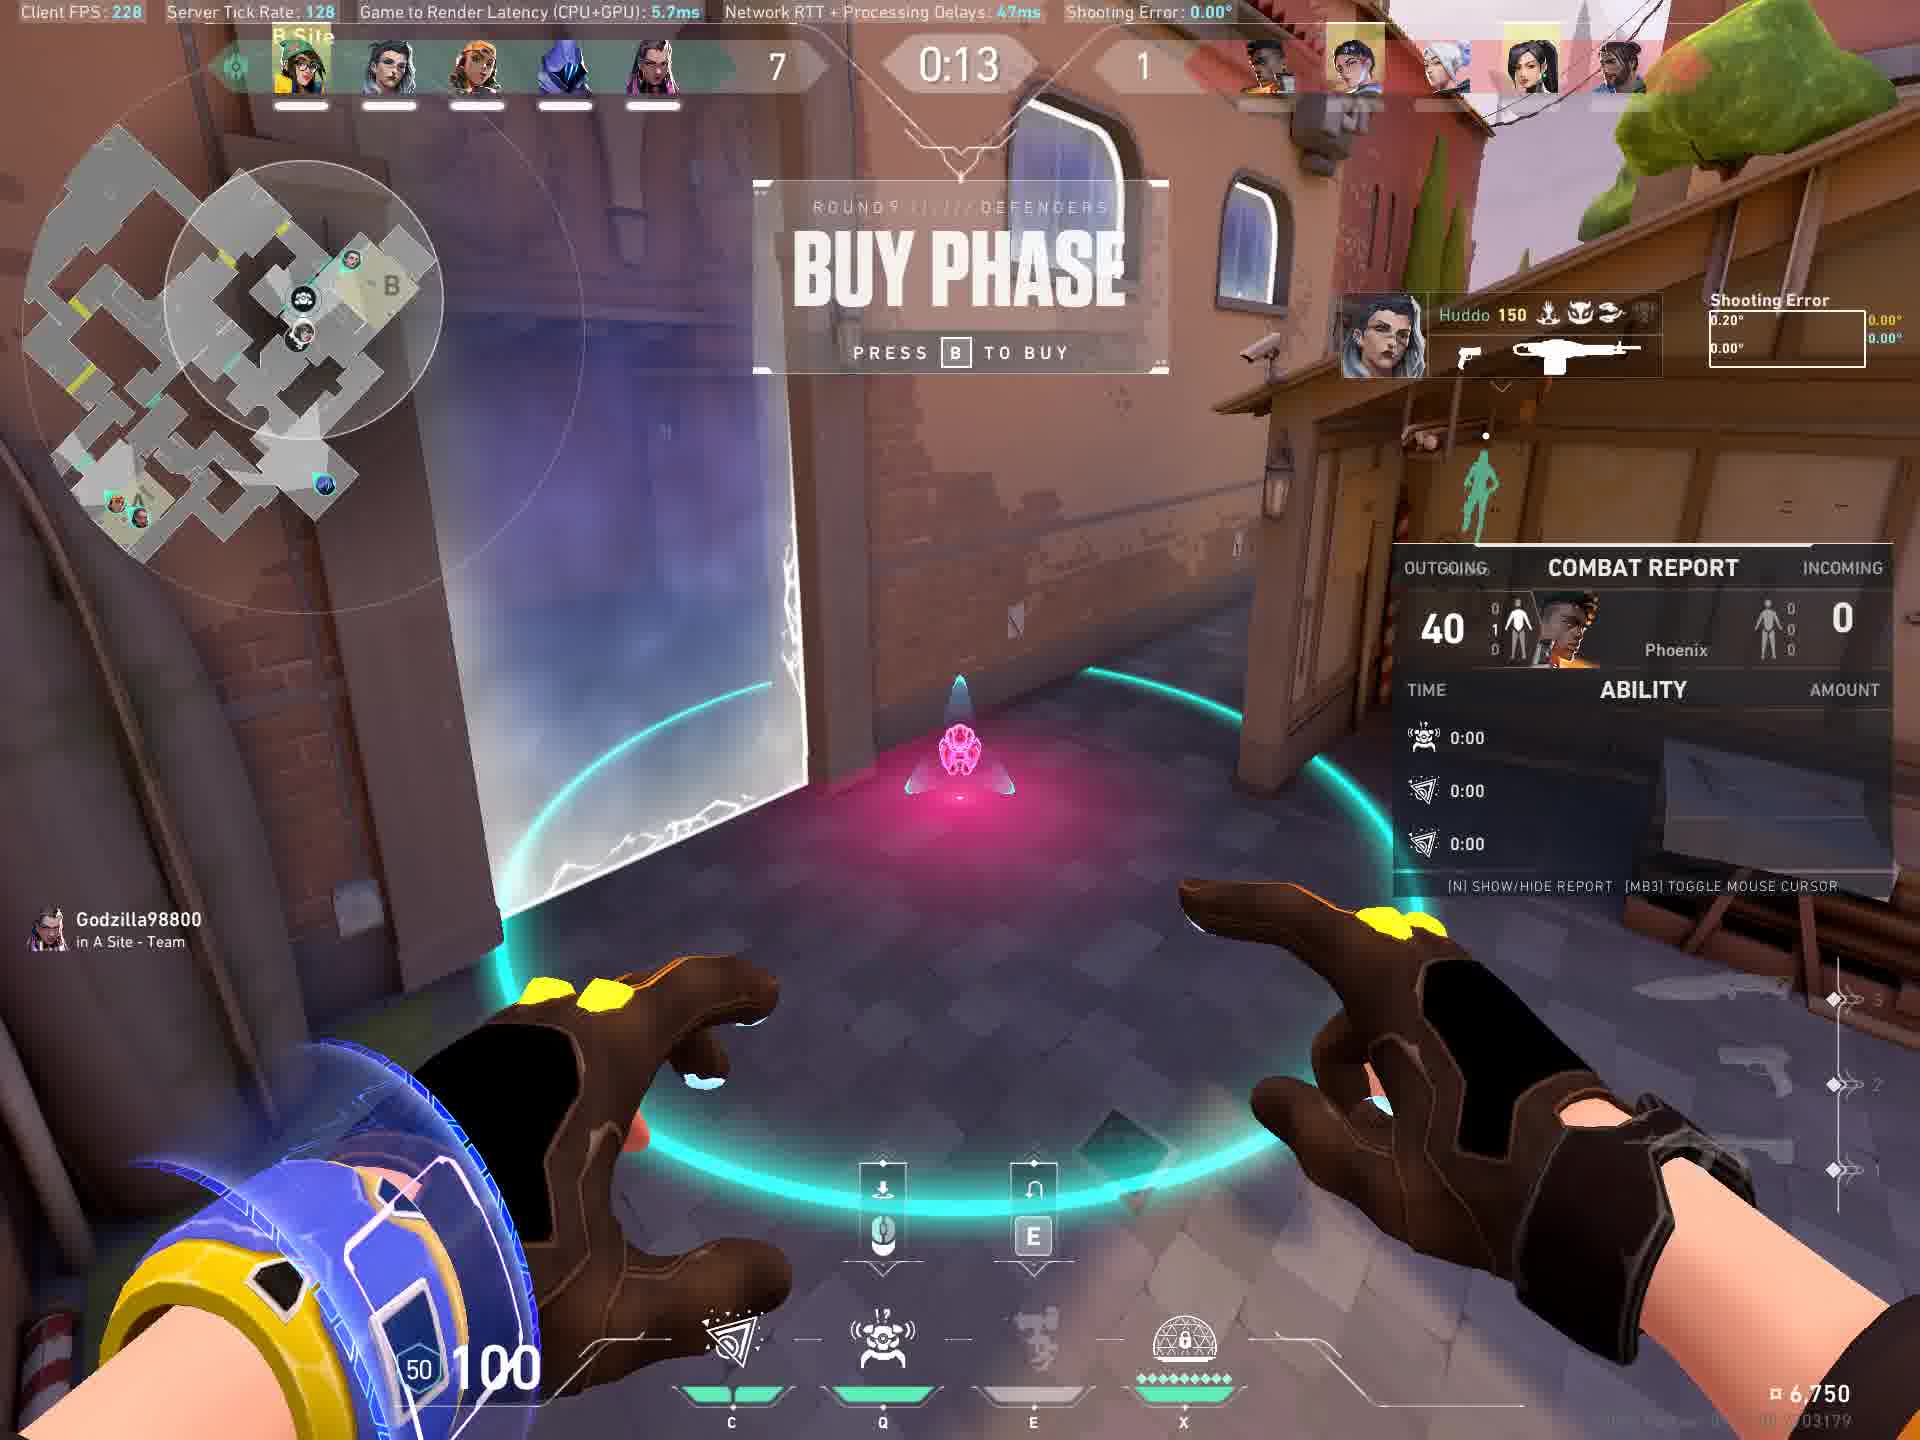 Client FPS: 228
Server Tick Rate: 128
Game to Render Latency (CPU+GPU): 5.7ms
Network RTT + Processing Delays: 47ms
Shooting Error: 0.00°
B Site
7
0:13
1
ROUND 9 ////// DEFENDERS
BUY PHASE
PRESS B TO BUY
B
A
Huddo 150
Shooting Error
0.20°
0.00°
0.00°
0.00°
OUTGOING
COMBAT REPORT
INCOMING
40
0
1
0
Phoenix
0
0
0
0
TIME
ABILITY
AMOUNT
0:00
0:00
0:00
[N] SHOW/HIDE REPORT [MB3] TOGGLE MOUSE CURSOR
Godzilla98800
in A Site - Team
3
2
1
E
50
100
C
Q
E
X
6,750